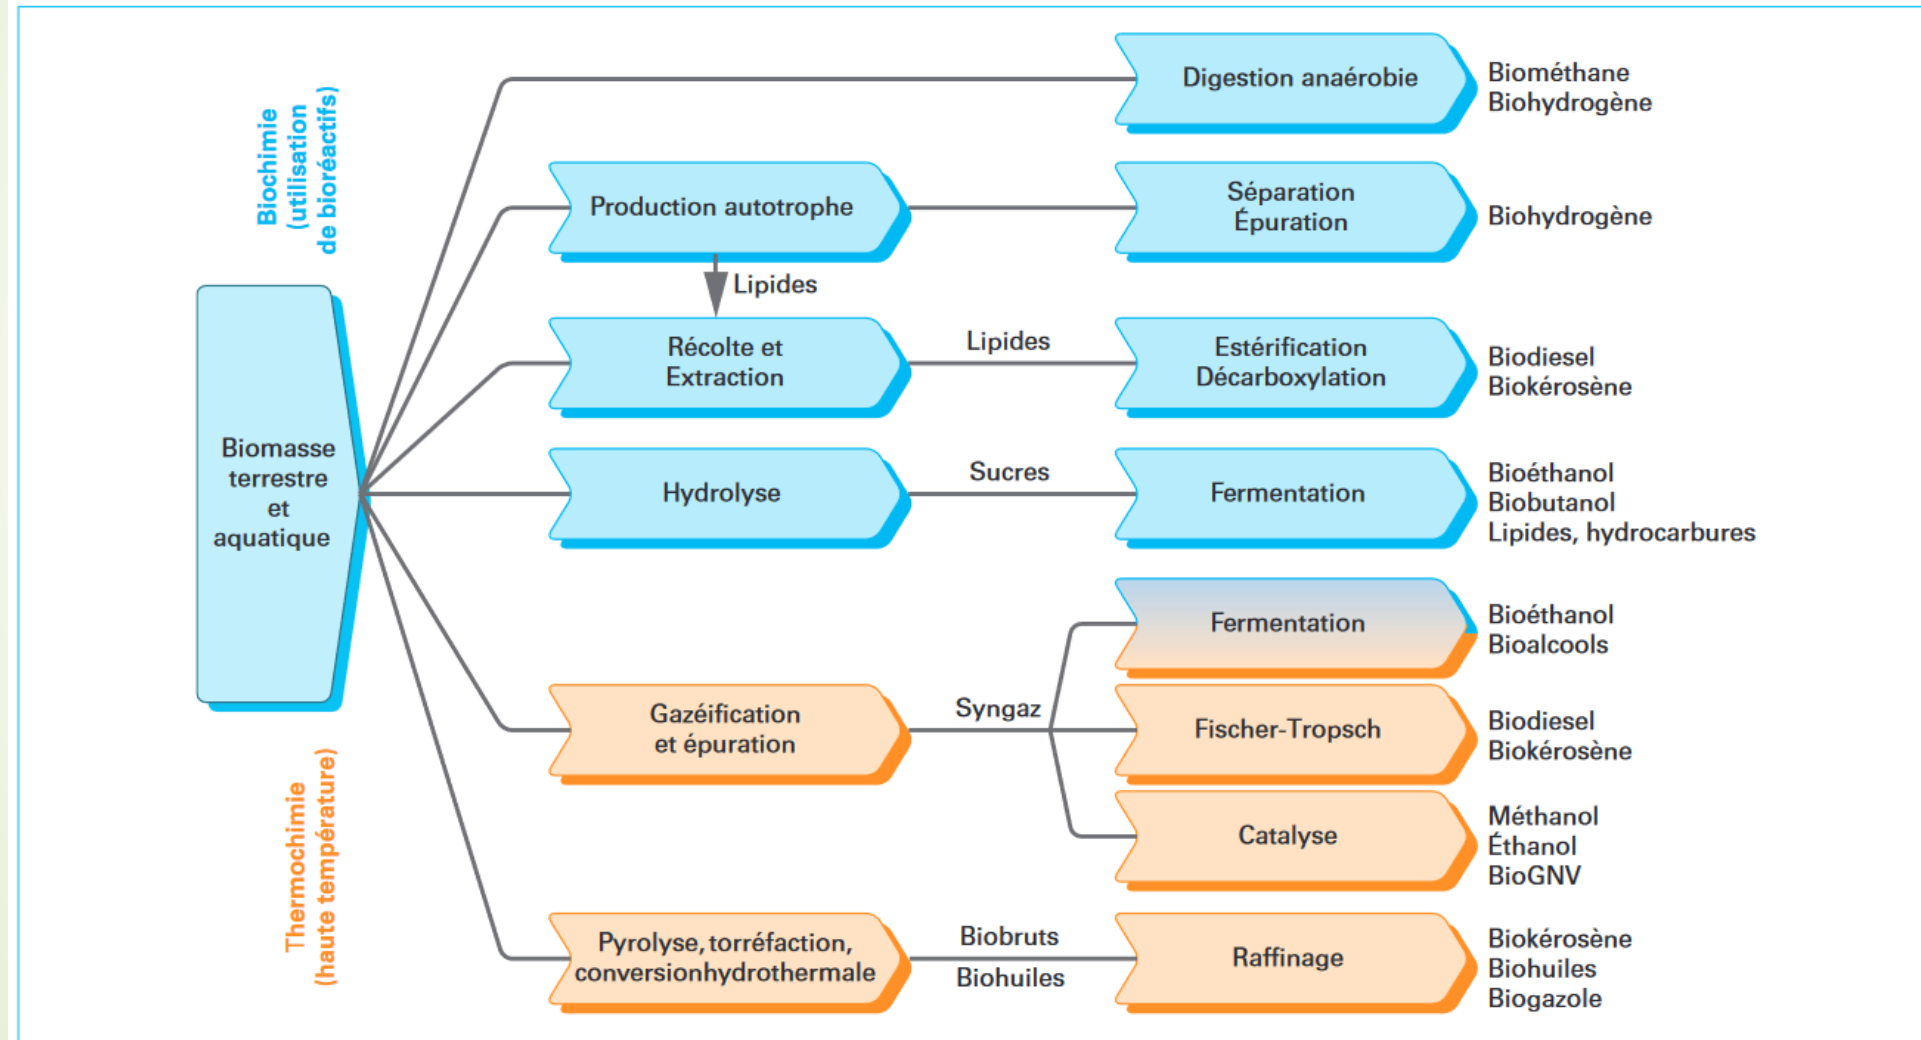 Biochimie
(utilisation
de bioréactifs)
Biomasse
terrestre
et
aquatique
Thermochimie
(haute température)
Digestion anaérobie
Biométhane
Biohydrogène
Production autotrophe
Séparation
Épuration
Biohydrogène
Lipides
Récolte et
Extraction
Lipides
Estérification
Décarboxylation
Biodiesel
Biokérosène
Hydrolyse
Sucres
Fermentation
Bioéthanol
Biobutanol
Lipides, hydrocarbures
Gazéification
et épuration
Syngaz
Fermentation
Bioéthanol
Bioalcools
Fischer-Tropsch
Biodiesel
Biokérosène
Catalyse
Méthanol
Éthanol
BioGNV
Pyrolyse, torréfaction,
conversionhydrothermale
Biobruts
Biohuiles
Raffinage
Biokérosène
Biohuiles
Biogazole